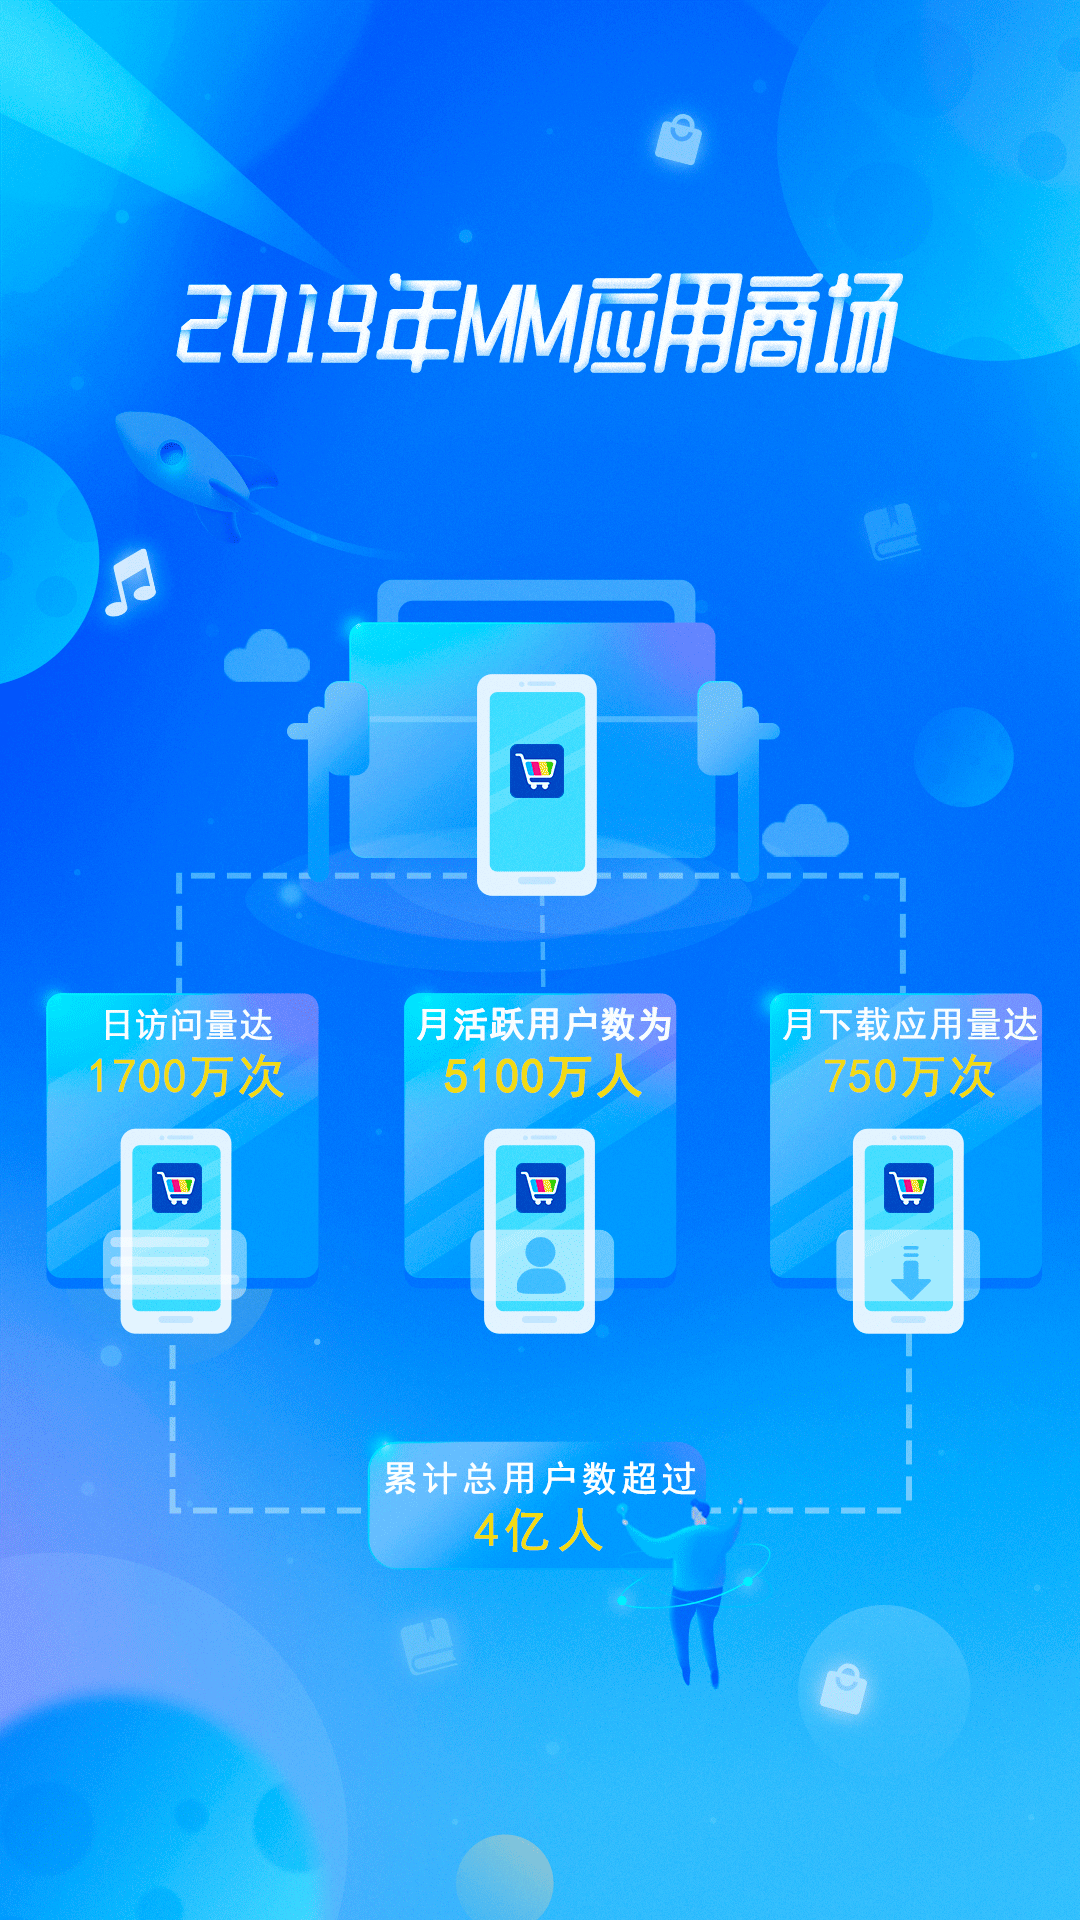 2019年MM应用商场
日访问量达
1700万次
月活跃用户数为
5100万人
月下载应用量达
750万次
累计总用户数超过
4亿人